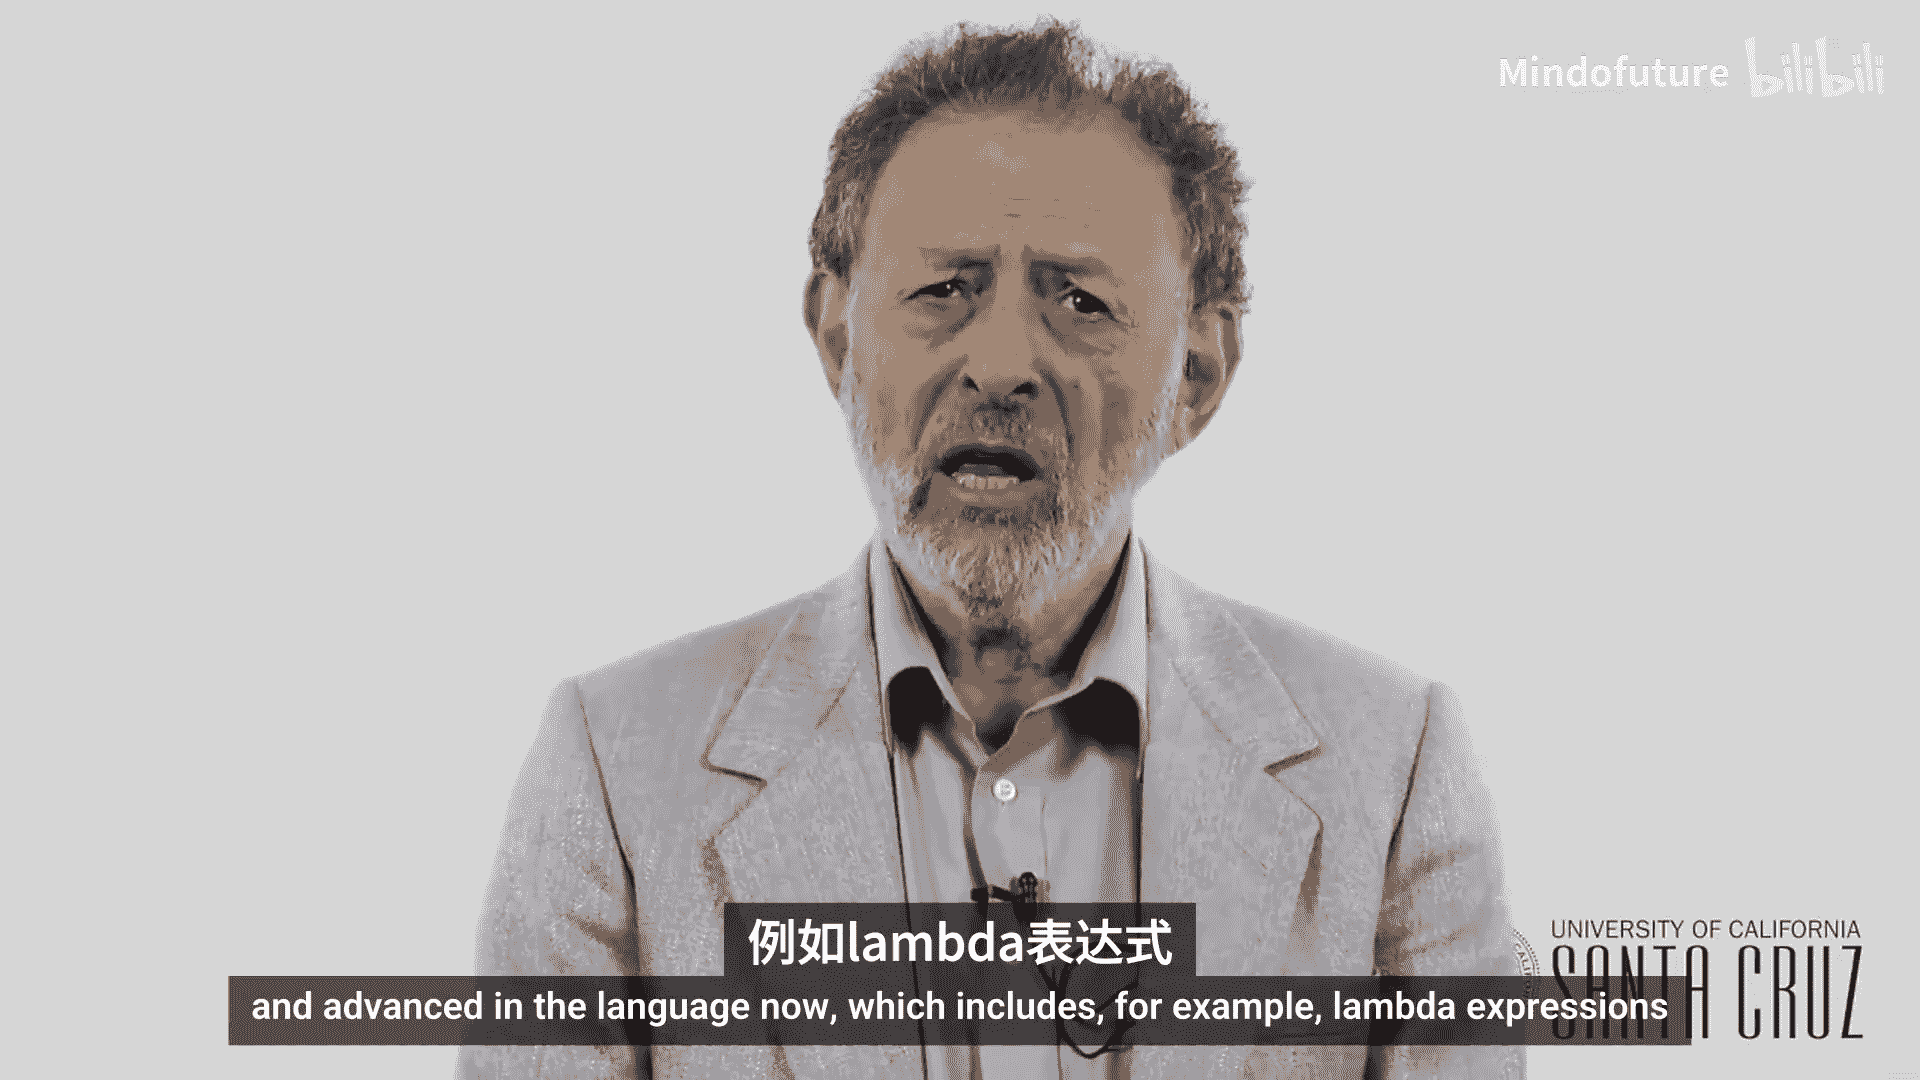 Mindofuture bilibili
例如lambda表达式
and advanced in the language now, which includes, for example, lambda expressions
UNIVERSITY OF CALIFORNIA
SANTA CRUZ